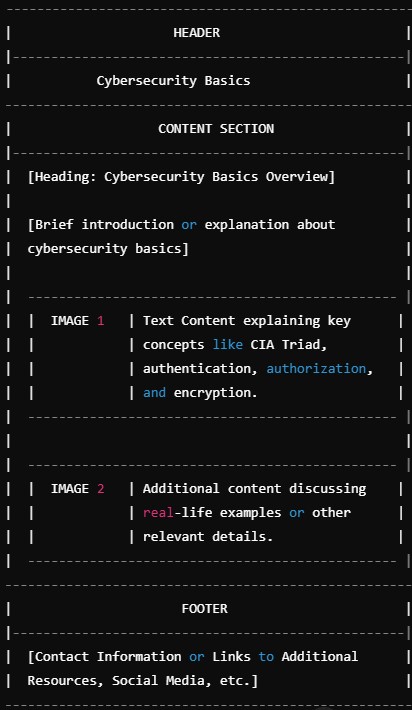 HEADER
Cybersecurity Basics
CONTENT SECTION
[Heading: Cybersecurity Basics Overview]
[Brief introduction or explanation about
cybersecurity basics]
IMAGE 1 | Text Content explaining key
concepts like CIA Triad,
authentication, authorization,
and encryption.
IMAGE 2 | Additional content discussing
real-life examples or other
relevant details.
FOOTER
[Contact Information or Links to Additional
Resources, Social Media, etc.]